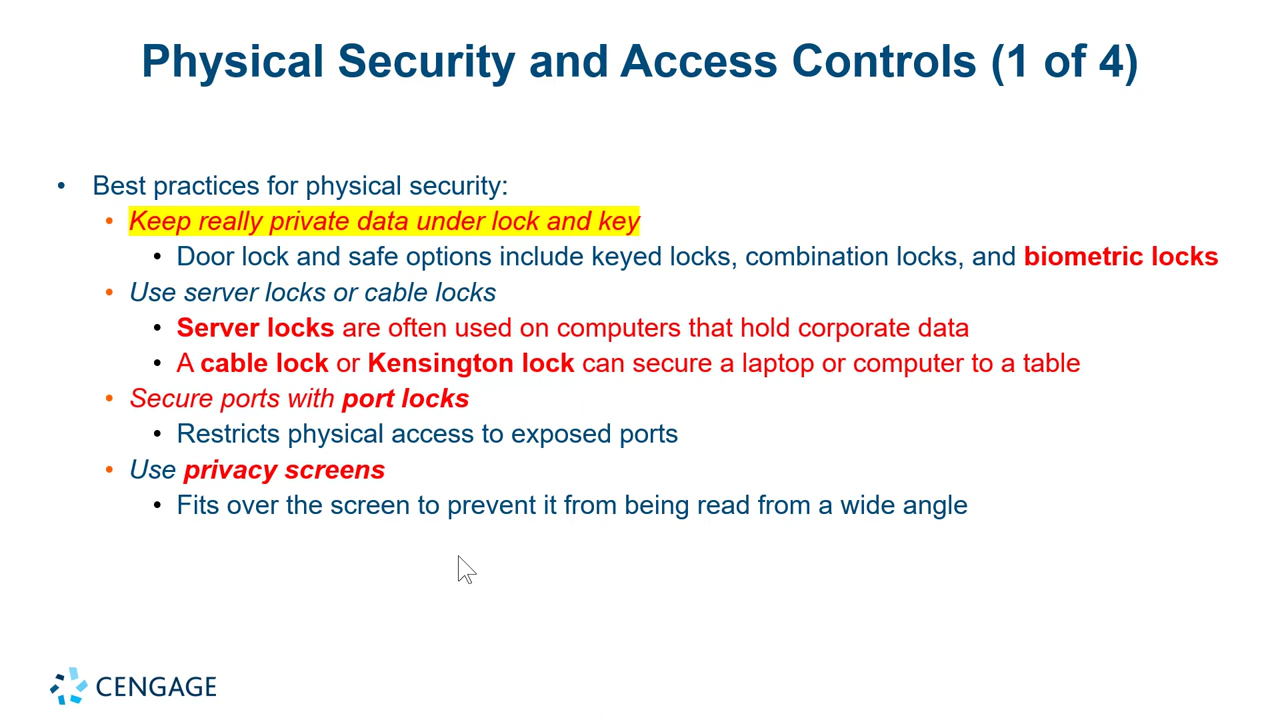 Physical Security and Access Controls (1 of 4)
• Best practices for physical security:
• Keep really private data under lock and key
• Door lock and safe options include keyed locks, combination locks, and biometric locks
• Use server locks or cable locks
• Server locks are often used on computers that hold corporate data
• A cable lock or Kensington lock can secure a laptop or computer to a table
• Secure ports with port locks
• Restricts physical access to exposed ports
• Use privacy screens
• Fits over the screen to prevent it from being read from a wide angle
CENGAGE